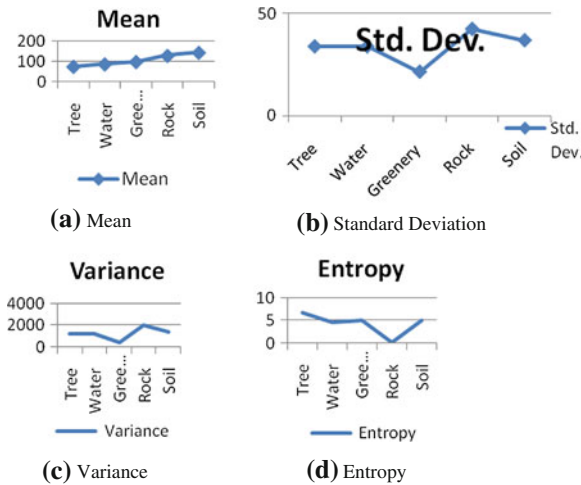 Mean
200
100
0
Tree
Water
Gree...
Rock
Soil
Mean
(a) Mean
Std. Dev.
50
0
Tree
Water
Greenery
Rock
Soil
Std.
Dev.
(b) Standard Deviation
Variance
4000
2000
0
Tree
Water
Gree...
Rock
Soil
Variance
(c) Variance
Entropy
10
5
0
Tree
Water
Gree...
Rock
Soil
Entropy
(d) Entropy